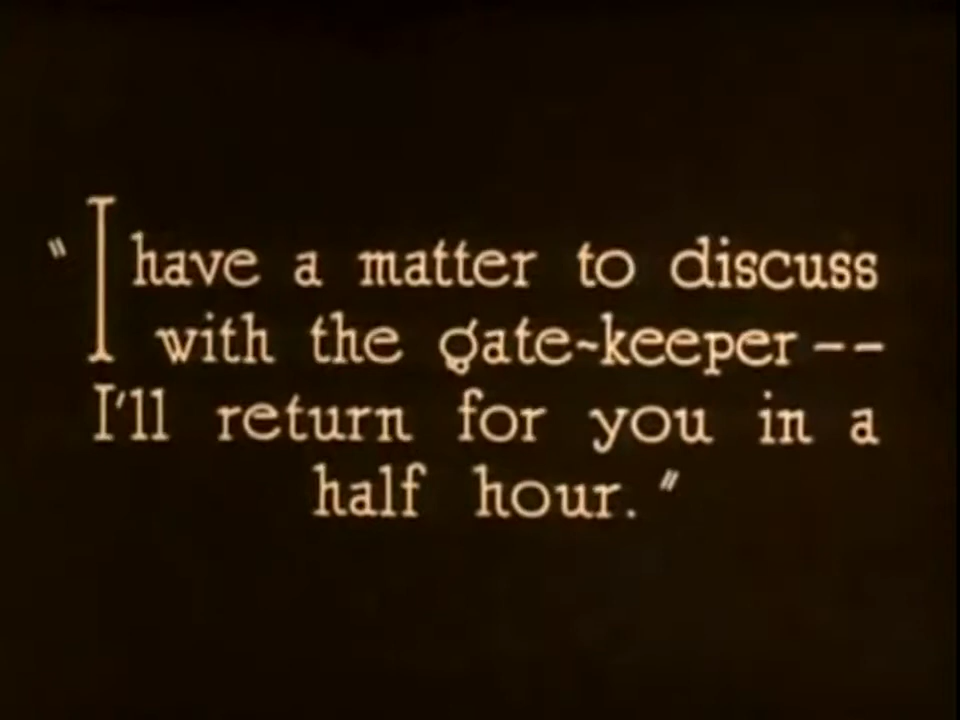 "I have a matter to discuss
with the gate-keeper --
I'll return for you in a
half hour."